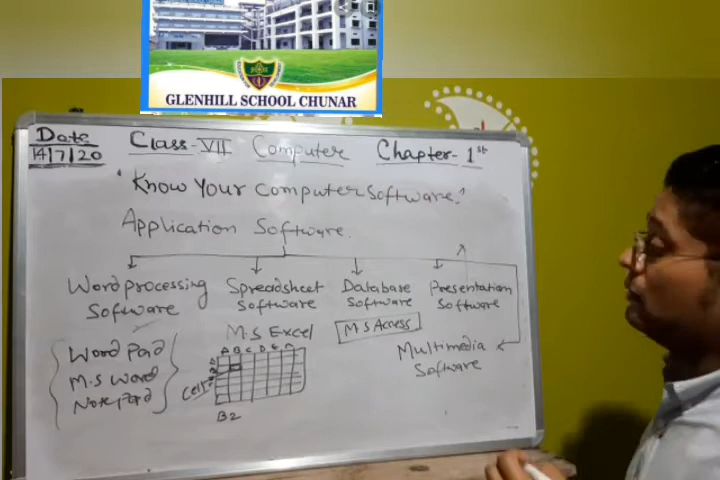 GLENHILL SCHOOL CHUNAR
Date
14/7/20
Class-VII Computer Chapter-1st
"Know Your Computer Software."
Application Software.
Word processing Software
Spreadsheet Software
Database Software
Presentation Software
Multimedia Software
Word Pad
M.S Word
Note Pad
M.S Excel
A B C D E
Cell
B2
M S Access